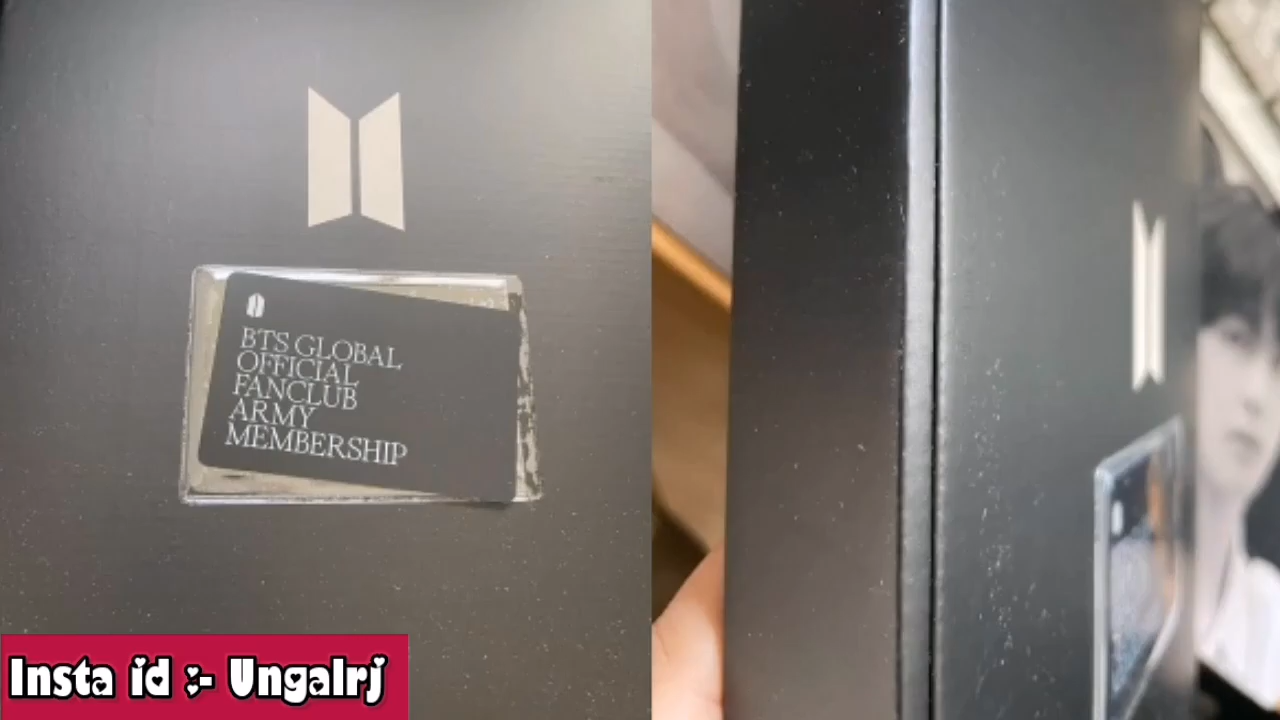 BTS GLOBAL
OFFICIAL
FANCLUB
ARMY
MEMBERSHIP
Insta id :- Ungalrj